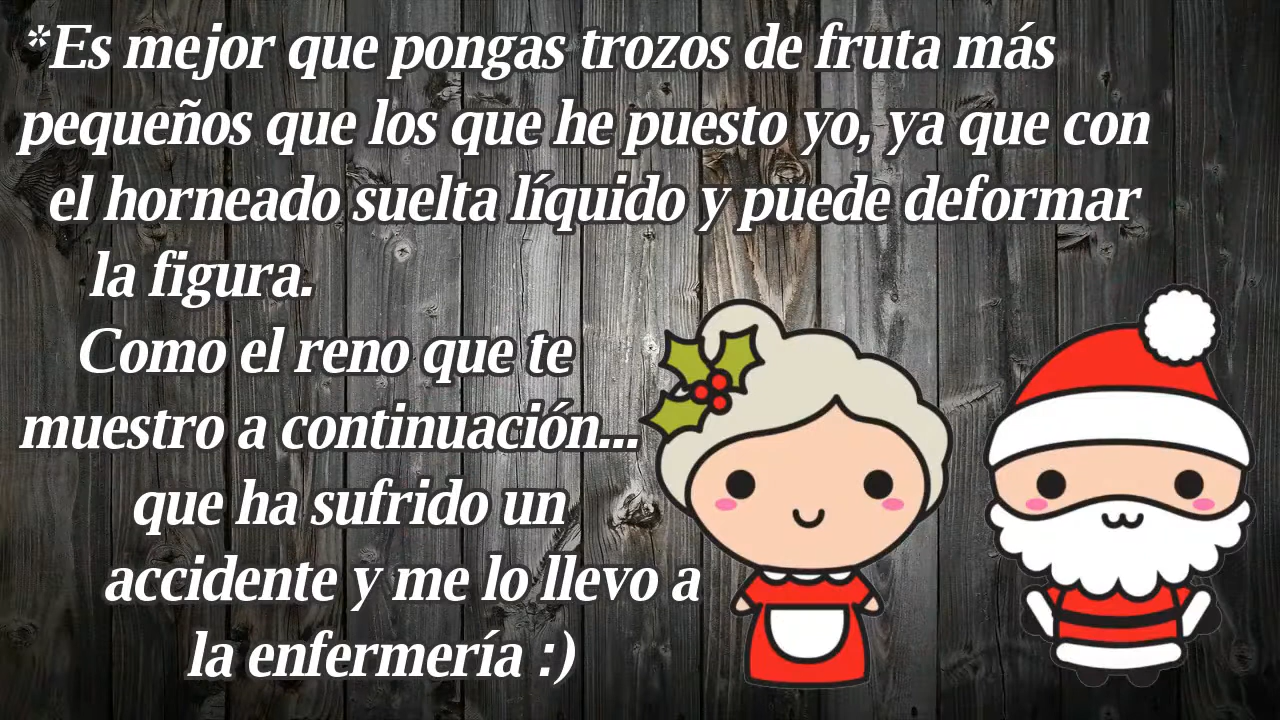 *Es mejor que pongas trozos de fruta más
pequeños que los que he puesto yo, ya que con
el horneado suelta líquido y puede deformar
la figura.
Como el reno que te
muestro a continuación...
que ha sufrido un
accidente y me lo llevo a
la enfermería :)